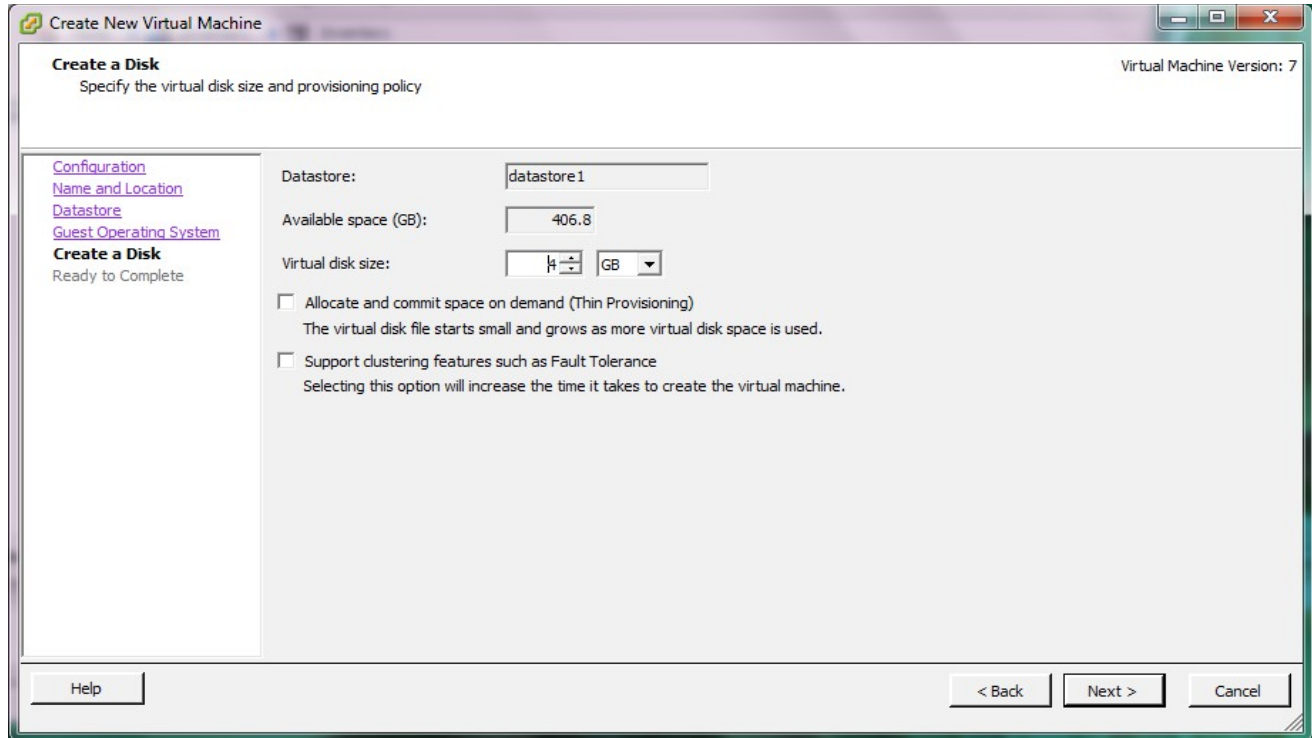 Create New Virtual Machine
Create a Disk
Specify the virtual disk size and provisioning policy
Virtual Machine Version: 7
Configuration
Name and Location
Datastore
Guest Operating System
Create a Disk
Ready to Complete
Datastore: datastore1
Available space (GB): 406.8
Virtual disk size: 4 GB
Allocate and commit space on demand (Thin Provisioning)
The virtual disk file starts small and grows as more virtual disk space is used.
Support clustering features such as Fault Tolerance
Selecting this option will increase the time it takes to create the virtual machine.
Help
< Back
Next >
Cancel